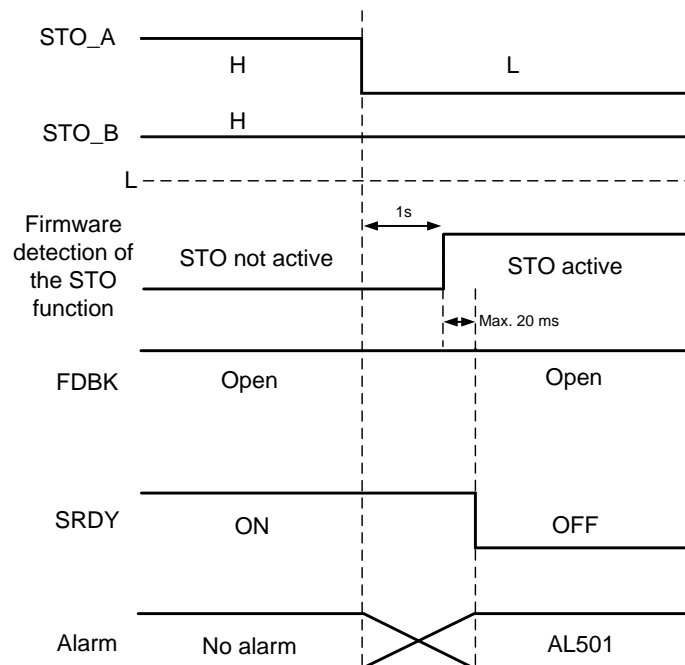 STO_A
H
L
STO_B
H
L
1s
Firmware
detection of
the STO
function
STO not active
STO active
Max. 20 ms
FDBK
Open
Open
SRDY
ON
OFF
Alarm
No alarm
AL501